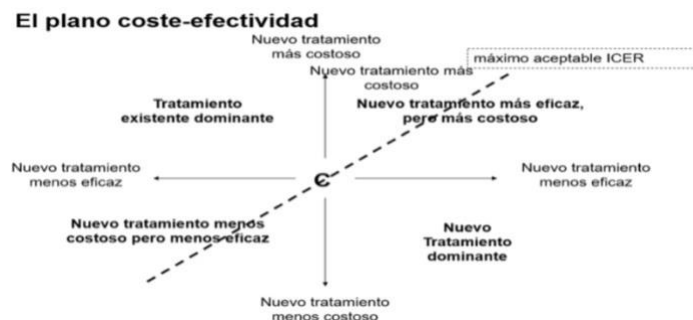 El plano coste-efectividad
Nuevo tratamiento
más costoso
Nuevo tratamiento más
costoso
máximo aceptable ICER
Tratamiento
existente dominante
Nuevo tratamiento más eficaz,
pero más costoso
Nuevo tratamiento
menos eficaz
C
Nuevo tratamiento
menos eficaz
Nuevo tratamiento menos
costoso pero menos eficaz
Nuevo
Tratamiento
dominante
Nuevo tratamiento
menos costoso